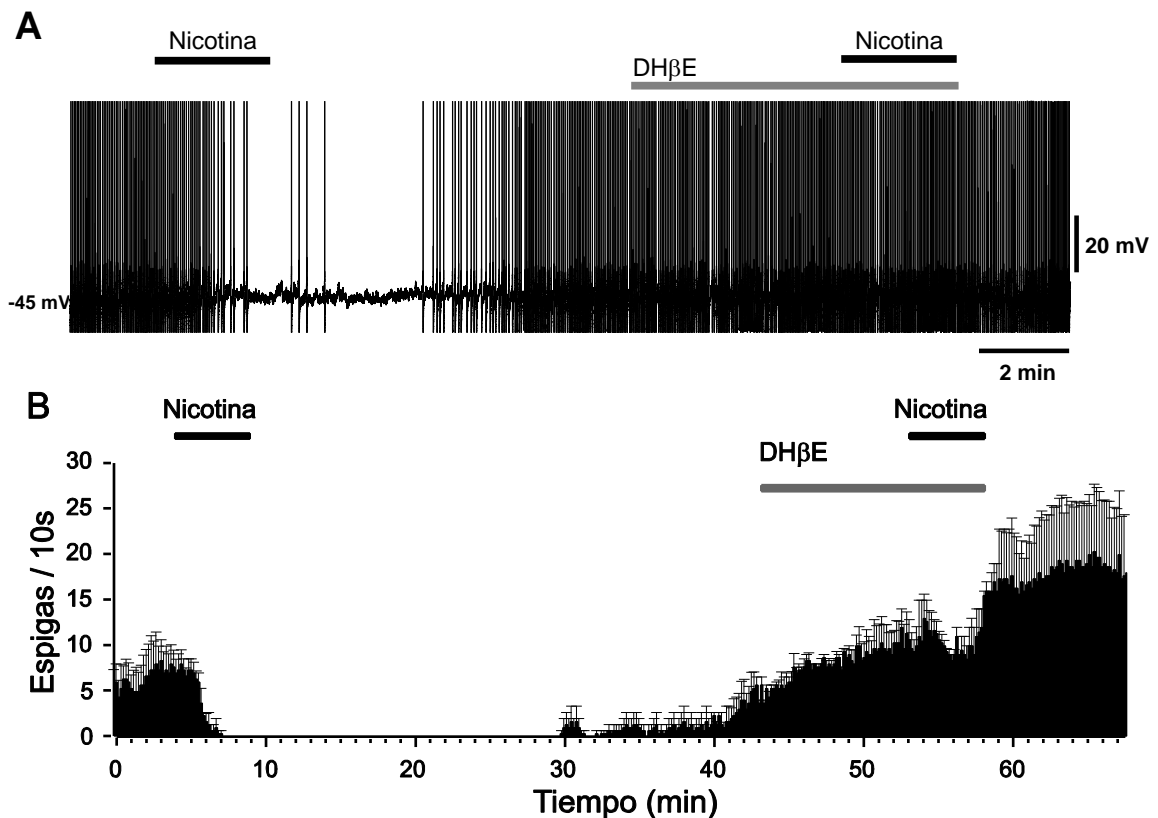 A
Nicotina
Nicotina
DHβE
-45 mV
20 mV
2 min
B
Nicotina
Nicotina
DHβE
30
25
20
15
10
5
0
Espigas / 10s
0 10 20 30 40 50 60
Tiempo (min)